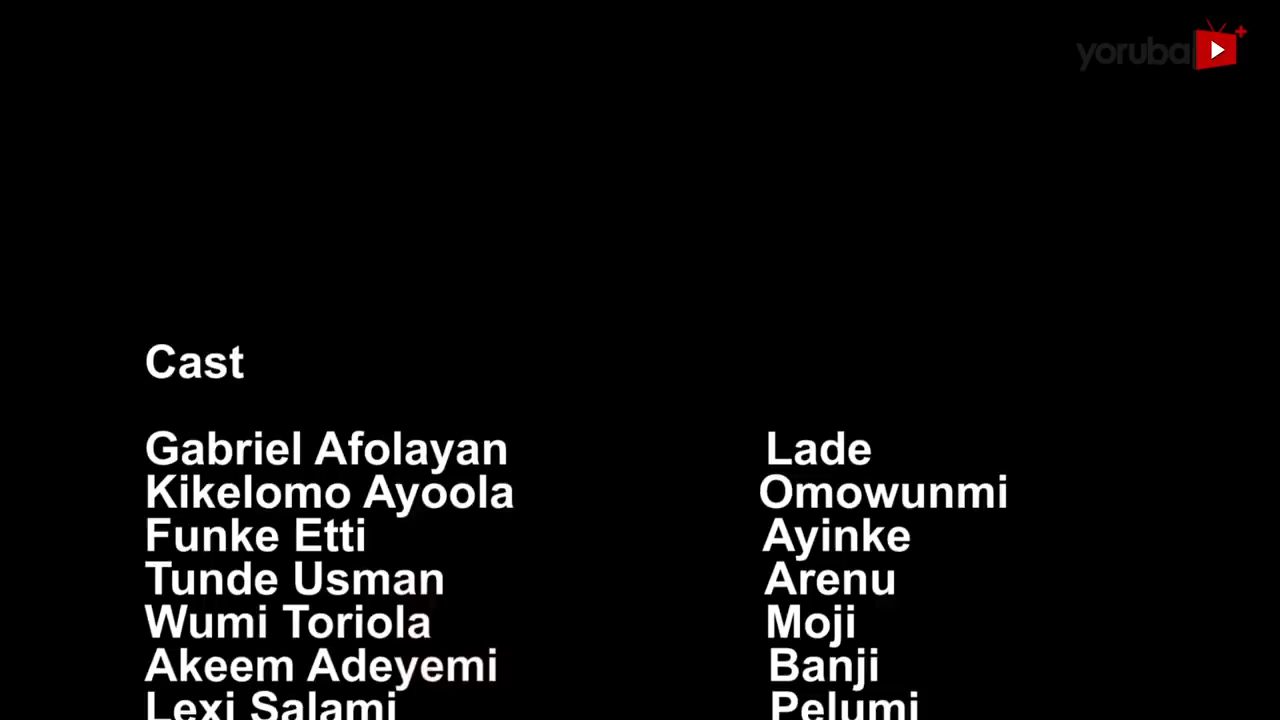 yoruba
Cast
Gabriel Afolayan Lade
Kikelomo Ayoola Omowunmi
Funke Etti Ayinke
Tunde Usman Arenu
Wumi Toriola Moji
Akeem Adeyemi Banji
Lexi Salami Pelumi